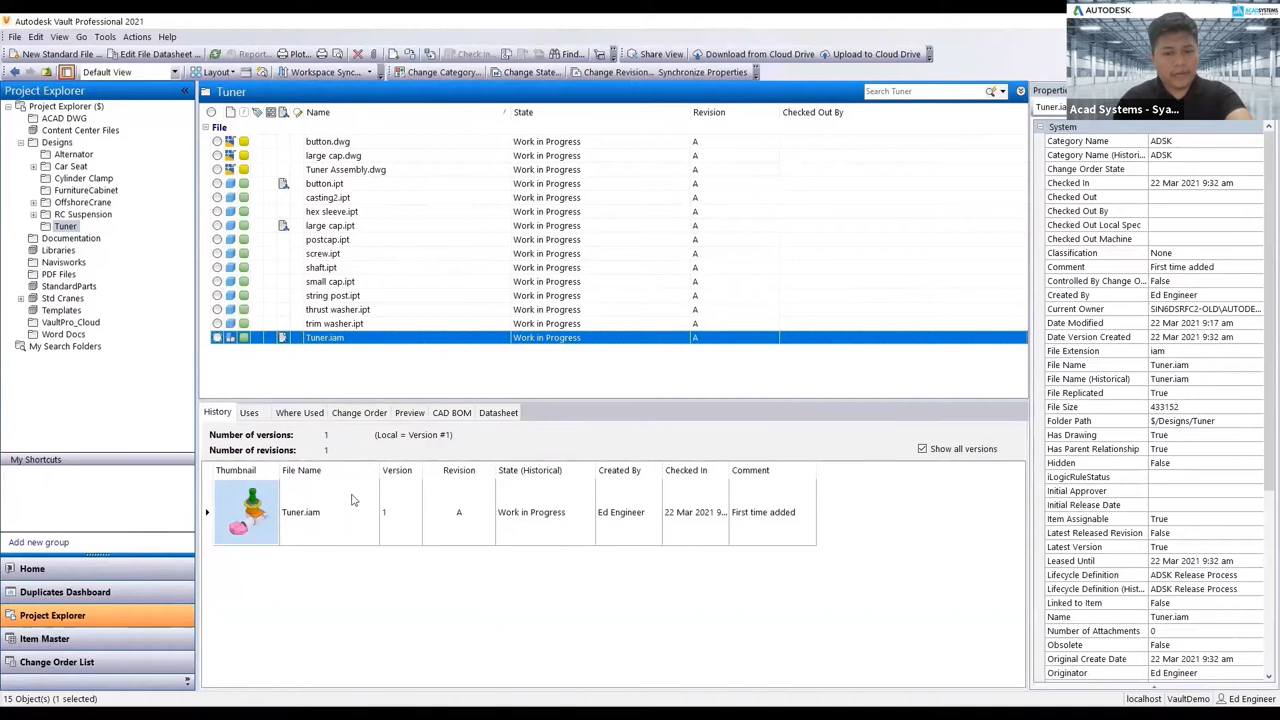 Autodesk Vault Professional 2021
File Edit View Go Tools Actions Help
New Standard File... Edit File Datasheet... Report... Plot... Check In... Find... Share View... Download from Cloud Drive Upload to Cloud Drive
Default View Layout Workspace Sync... Change Category... Change State... Change Revision... Synchronize Properties
AUTODESK
ACADSYSTEMS
Acad Systems - Sya...
Project Explorer
Project Explorer ($)
ACAD DWG
Content Center Files
Designs
Alternator
Car Seat
Cylinder Clamp
FurnitureCabinet
OffshoreCrane
RC Suspension
Tuner
Documentation
Libraries
Navisworks
PDF Files
StandardParts
Std Cranes
Templates
VaultPro_Cloud
Word Docs
My Search Folders
My Shortcuts
Add new group
Home
Duplicates Dashboard
Project Explorer
Item Master
Change Order List
Tuner
Search Tuner
Name State Revision Checked Out By
File
button.dwg Work in Progress A
large cap.dwg Work in Progress A
Tuner Assembly.dwg Work in Progress A
button.ipt Work in Progress A
casting2.ipt Work in Progress A
hex sleeve.ipt Work in Progress A
large cap.ipt Work in Progress A
postcap.ipt Work in Progress A
screw.ipt Work in Progress A
shaft.ipt Work in Progress A
small cap.ipt Work in Progress A
string post.ipt Work in Progress A
thrust washer.ipt Work in Progress A
trim washer.ipt Work in Progress A
Tuner.iam Work in Progress A
History Uses Where Used Change Order Preview CAD BOM Datasheet
Number of versions: 1 (Local = Version #1)
Number of revisions: 1
Show all versions
Thumbnail File Name Version Revision State (Historical) Created By Checked In Comment
Tuner.iam 1 A Work in Progress Ed Engineer 22 Mar 2021 9... First time added
Tuner.ia
System
Category Name ADSK
Category Name (Histori... ADSK
Change Order State
Checked In 22 Mar 2021 9:32 am
Checked Out
Checked Out By
Checked Out Local Spec
Checked Out Machine
Classification None
Comment First time added
Controlled By Change O... False
Created By Ed Engineer
Current Owner SIN6DSRFC2-OLD\AUTODE...
Date Modified 22 Mar 2021 9:17 am
Date Version Created 22 Mar 2021 9:32 am
File Extension iam
File Name Tuner.iam
File Name (Historical) Tuner.iam
File Replicated True
File Size 433152
Folder Path $/Designs/Tuner
Has Drawing True
Has Parent Relationship True
Hidden False
iLogicRuleStatus
Initial Approver
Initial Release Date
Item Assignable True
Latest Released Revision False
Latest Version True
Leased Until 22 Mar 2021 9:32 am
Lifecycle Definition ADSK Release Process
Lifecycle Definition (Hist... ADSK Release Process
Linked to Item False
Name Tuner.iam
Number of Attachments 0
Obsolete False
Original Create Date 22 Mar 2021 9:32 am
Originator Ed Engineer
15 Object(s) (1 selected)
localhost VaultDemo Ed Engineer